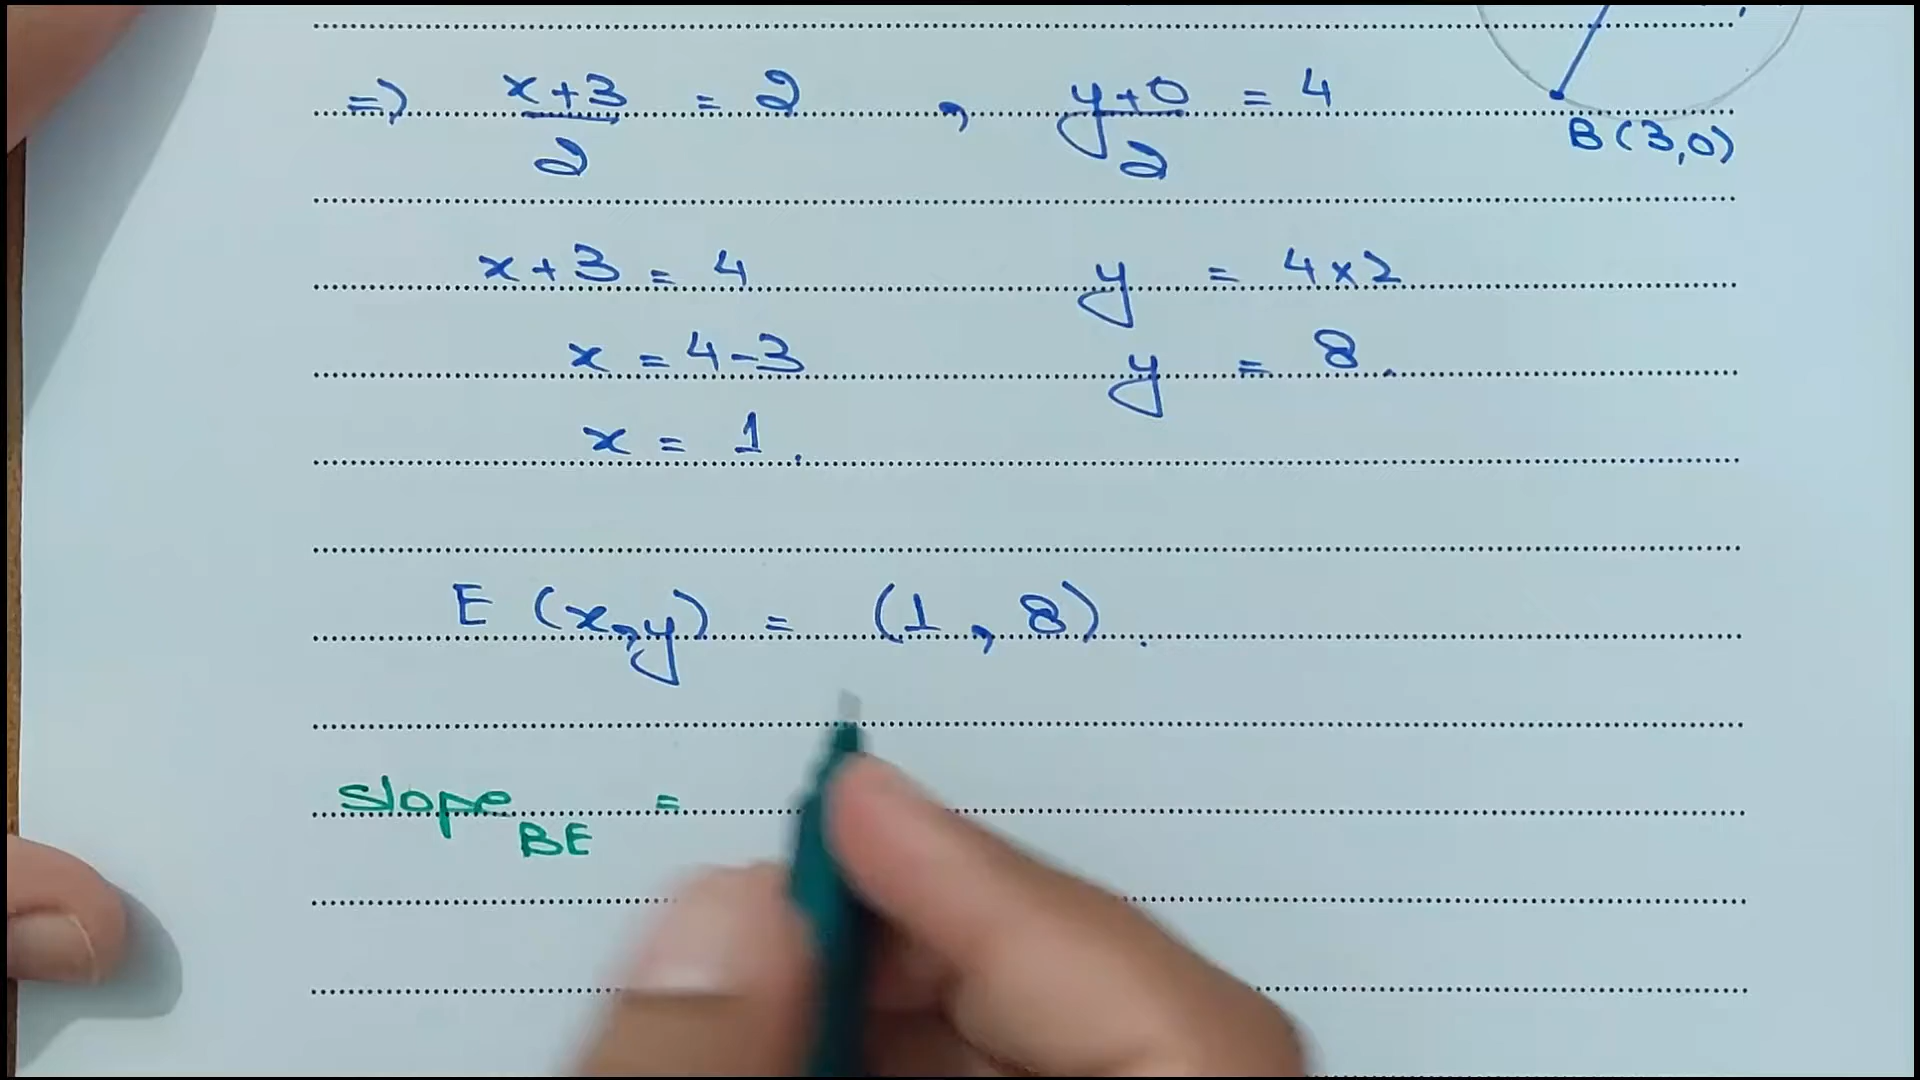 => x+3/2 = 2 , y+0/2 = 4
B(3,0)
x+3 = 4 y = 4×2
x = 4-3 y = 8.
x = 1.
E (x,y) = (1, 8).
slope BE =